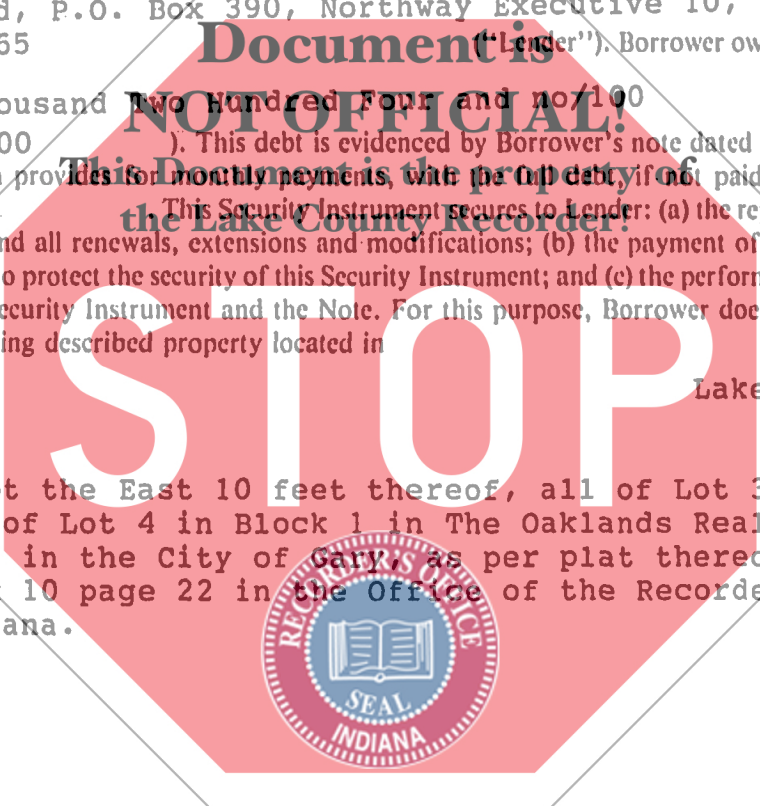 d, P.O. Box 390, Northway Executive 10,
65 ("Lender"). Borrower ow
Document is
ousand Two Hundred Four and no/100
NOT OFFICIAL!
00 ). This debt is evidenced by Borrower's note dated
provides for monthly payments, with the full debt, if not paid
This Document is the property of
. This Security Instrument secures to Lender: (a) the re
the Lake County Recorder!
nd all renewals, extensions and modifications; (b) the payment of
o protect the security of this Security Instrument; and (c) the perform
ecurity Instrument and the Note. For this purpose, Borrower doe
ing described property located in
STOP
Lake
t the East 10 feet thereof, all of Lot 3
of Lot 4 in Block 1 in The Oaklands Real
in the City of Gary, as per plat thereo
10 page 22 in the Office of the Recorde
ana.
RECORDER'S OFFICE
SEAL
INDIANA